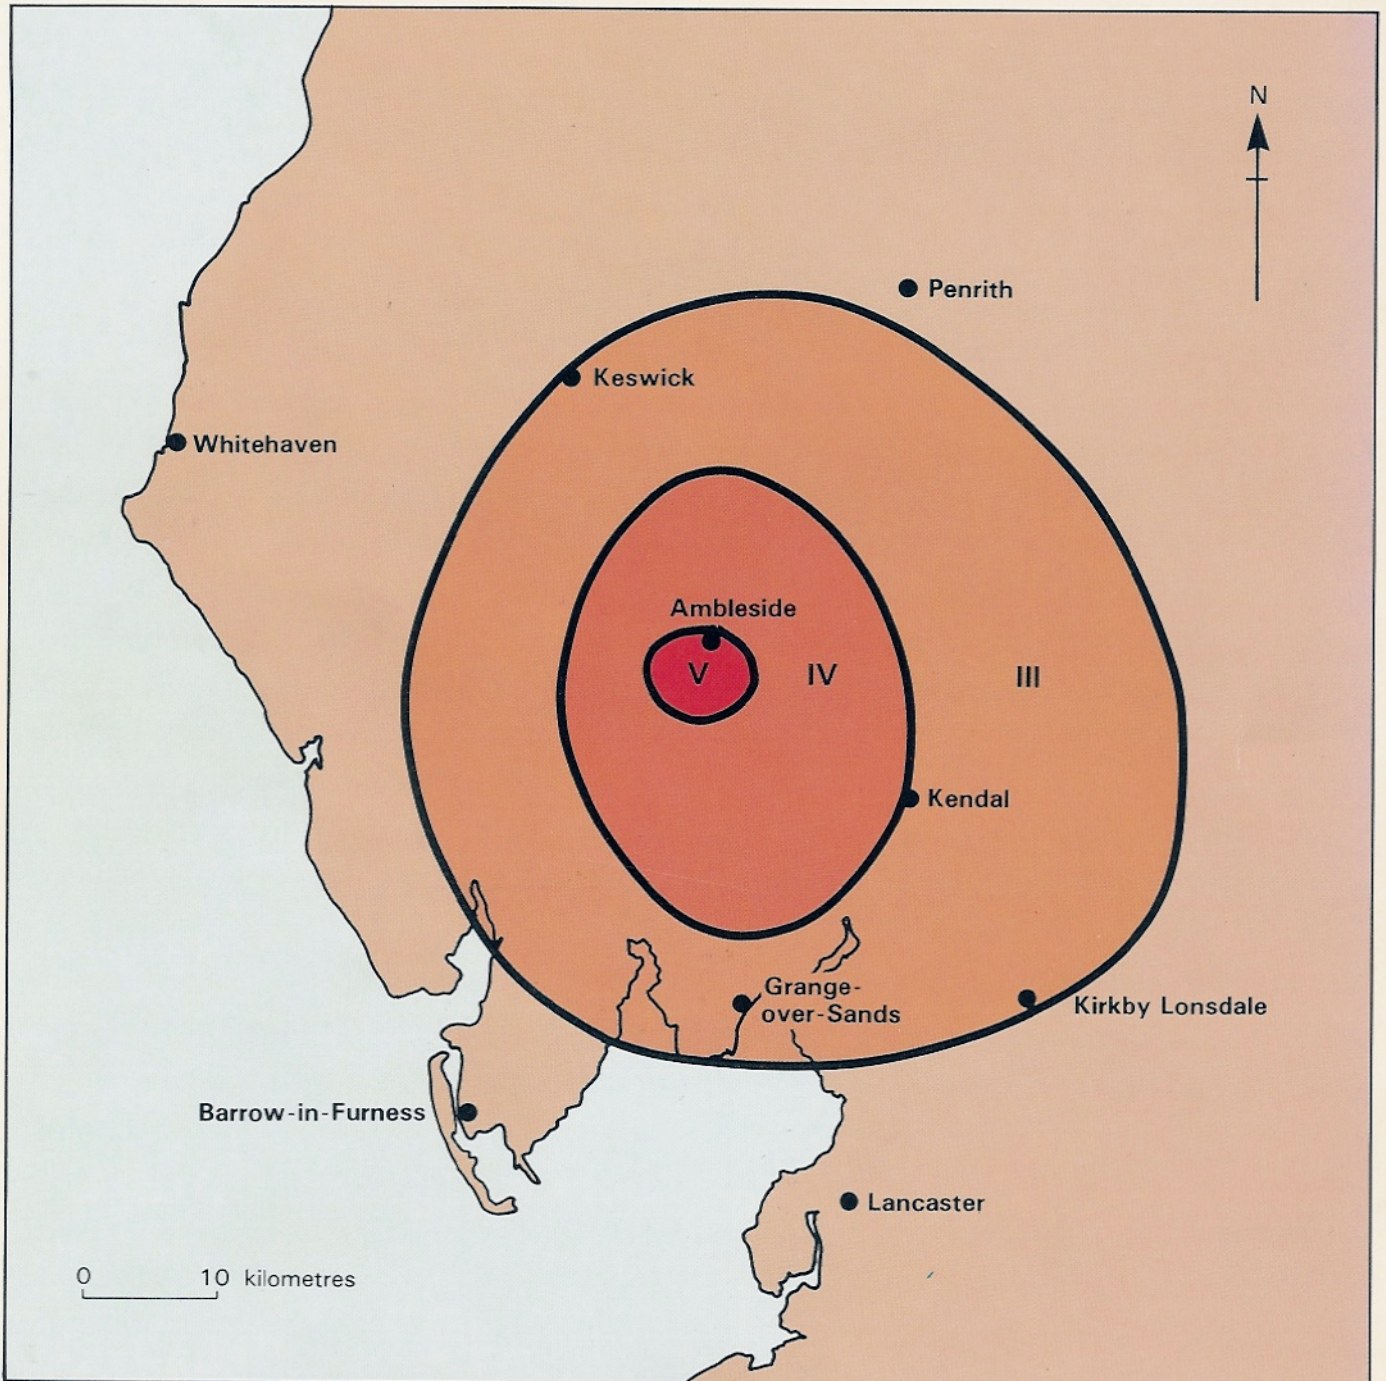 N
Penrith
Keswick
Whitehaven
Ambleside
V
IV
III
Kendal
Grange-
over-Sands
Kirkby Lonsdale
Barrow-in-Furness
Lancaster
0 10 kilometres